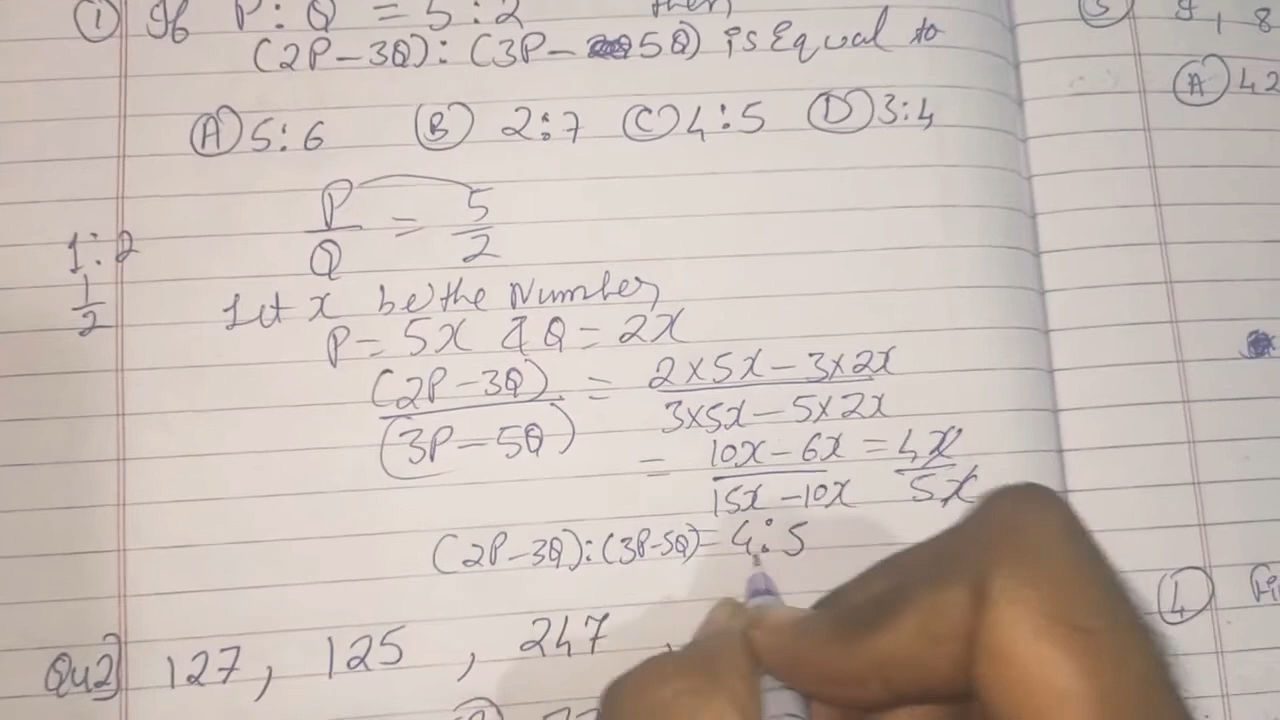 ① If P : Q = 5 : 2 then
(2P - 3Q) : (3P - 5Q) is Equal to
Ⓐ 5 : 6 Ⓑ 2 : 7 Ⓒ 4 : 5 Ⓓ 3 : 4
P/Q = 5/2
1 : 2
1/2
Let x be the Number,
P = 5x & Q = 2x
(2P - 3Q)/(3P - 5Q) = (2×5x - 3×2x)/(3×5x - 5×2x)
= (10x - 6x)/(15x - 10x) = 4x/5x
(2P - 3Q) : (3P - 5Q) = 4 : 5
Qu2] 127, 125, 247,
, 8
Ⓐ 42
④